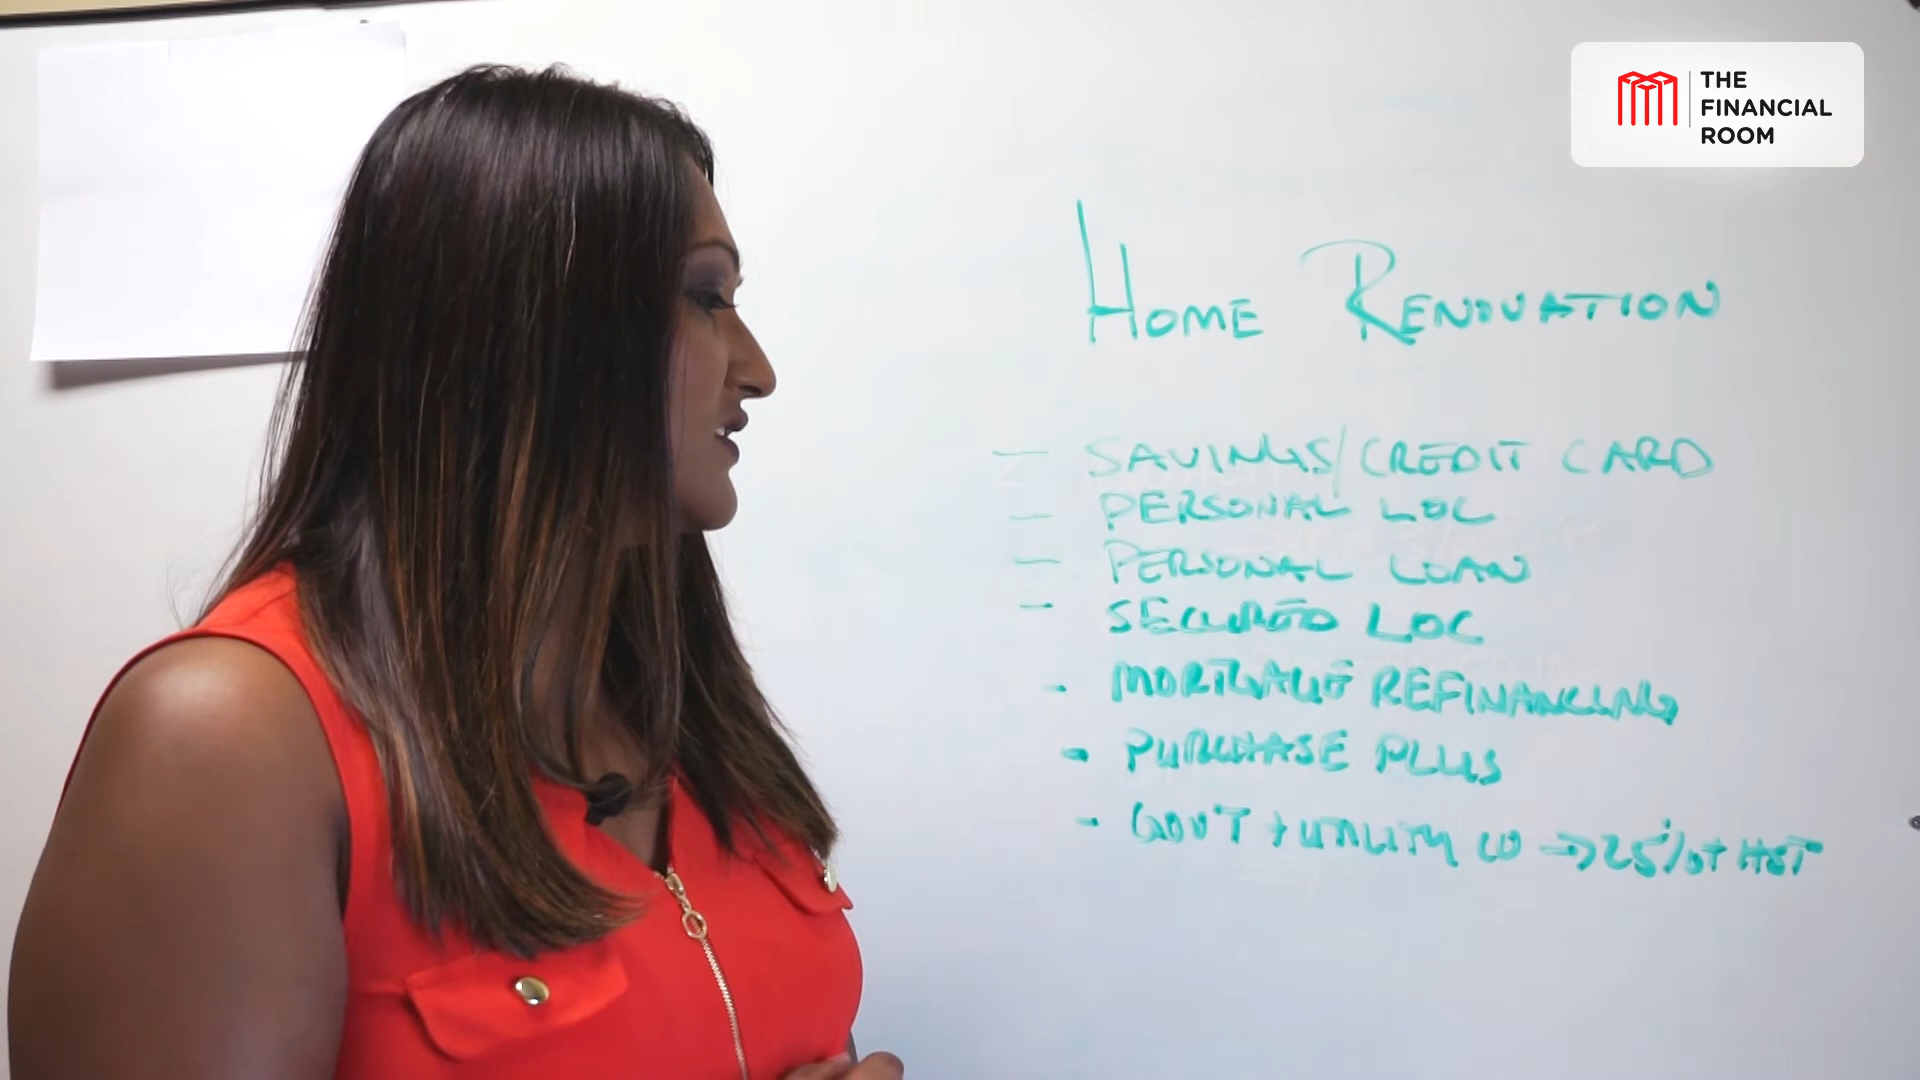 THE
FINANCIAL
ROOM
HOME RENOVATION
- SAVINGS/CREDIT CARD
- PERSONAL LOC
- PERSONAL LOAN
- SECURED LOC
- MORTGAGE REFINANCING
- PURCHASE PLUS
- GOV'T + UTILITY CO → 25% OF HST